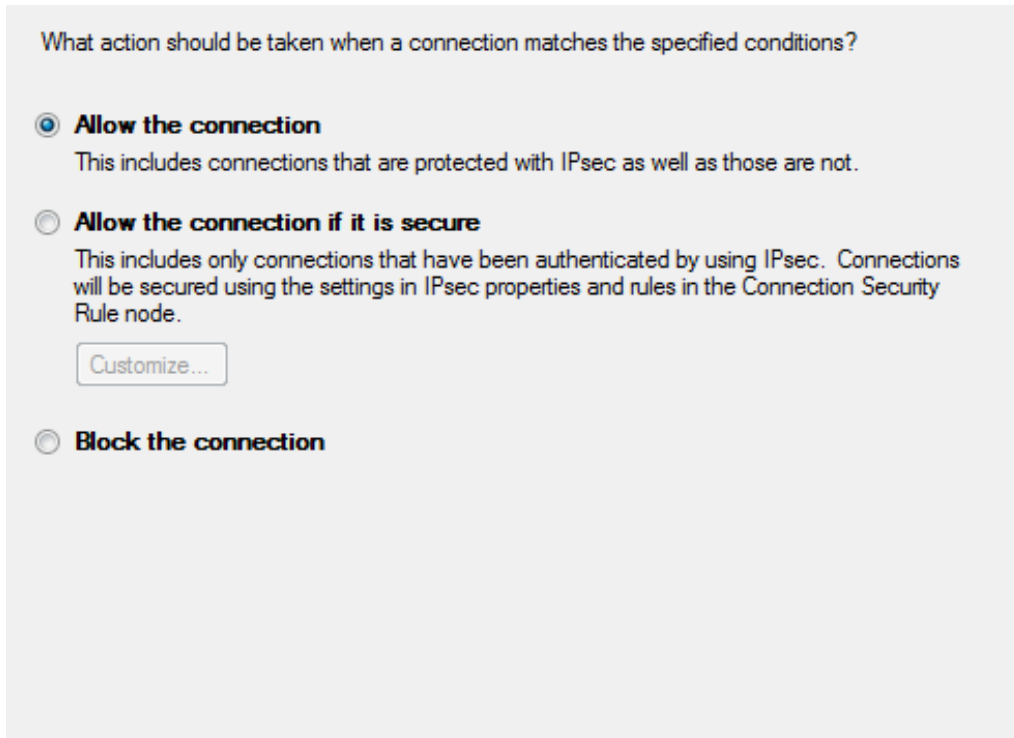 What action should be taken when a connection matches the specified conditions?
Allow the connection
This includes connections that are protected with IPsec as well as those are not.
Allow the connection if it is secure
This includes only connections that have been authenticated by using IPsec.  Connections
will be secured using the settings in IPsec properties and rules in the Connection Security
Rule node.
Customize...
Block the connection